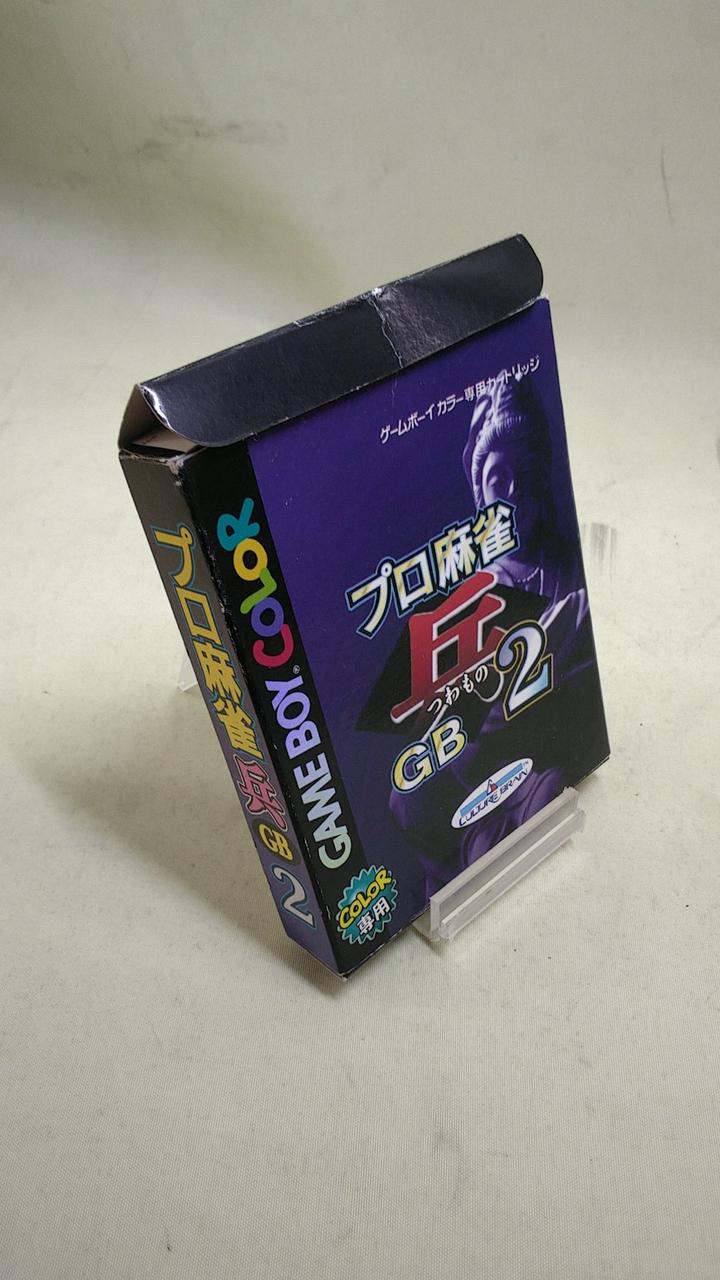 ゲームボーイカラー専用カートリッジ
プロ麻雀
兵
つわもの
2
GB
CULTURE BRAIN™
GAME BOY® COLOR
COLOR
専用
プロ麻雀兵GB2